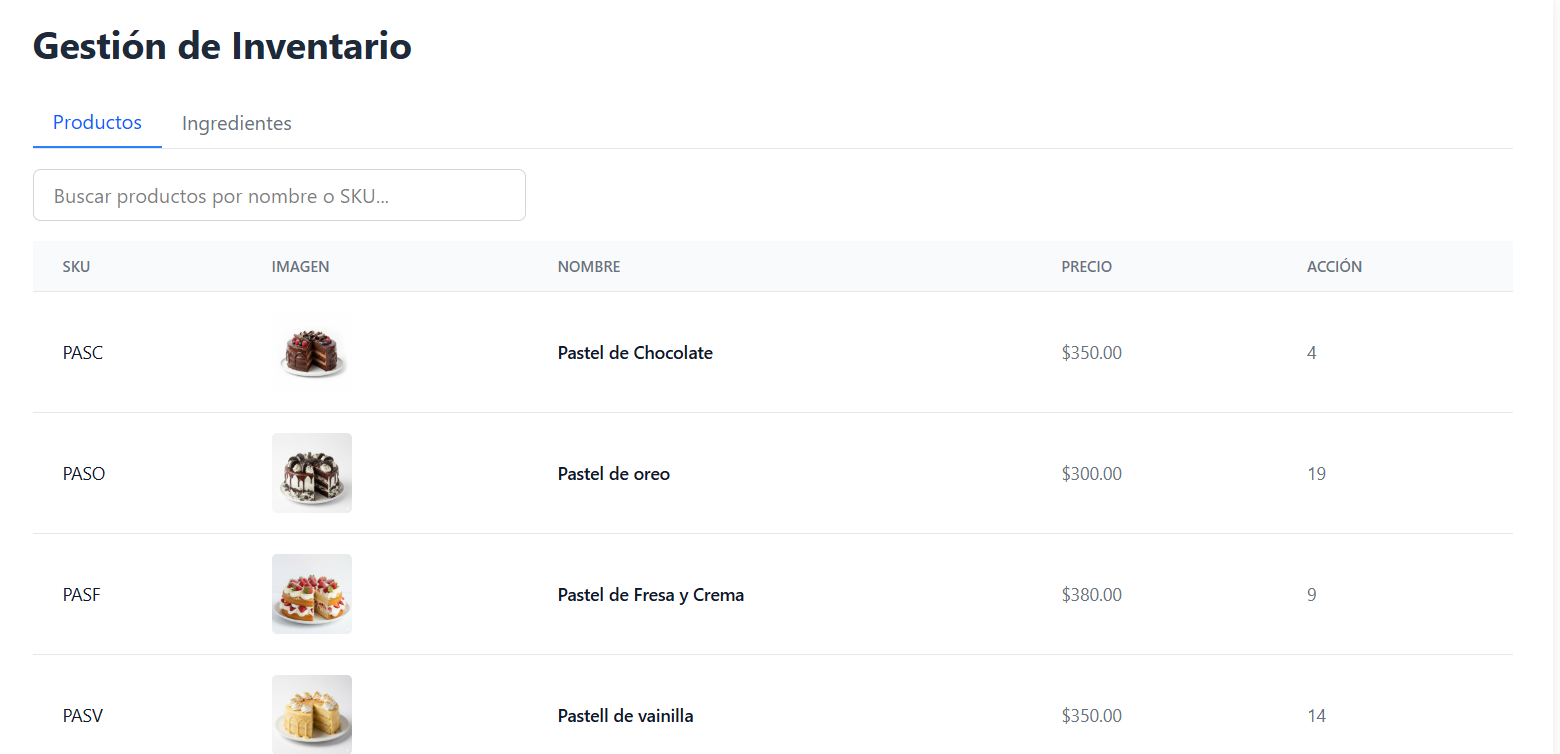 Gestión de Inventario
Productos Ingredientes
Buscar productos por nombre o SKU...
SKU IMAGEN NOMBRE PRECIO ACCIÓN
PASC Pastel de Chocolate $350.00 4
PASO Pastel de oreo $300.00 19
PASF Pastel de Fresa y Crema $380.00 9
PASV Pastell de vainilla $350.00 14